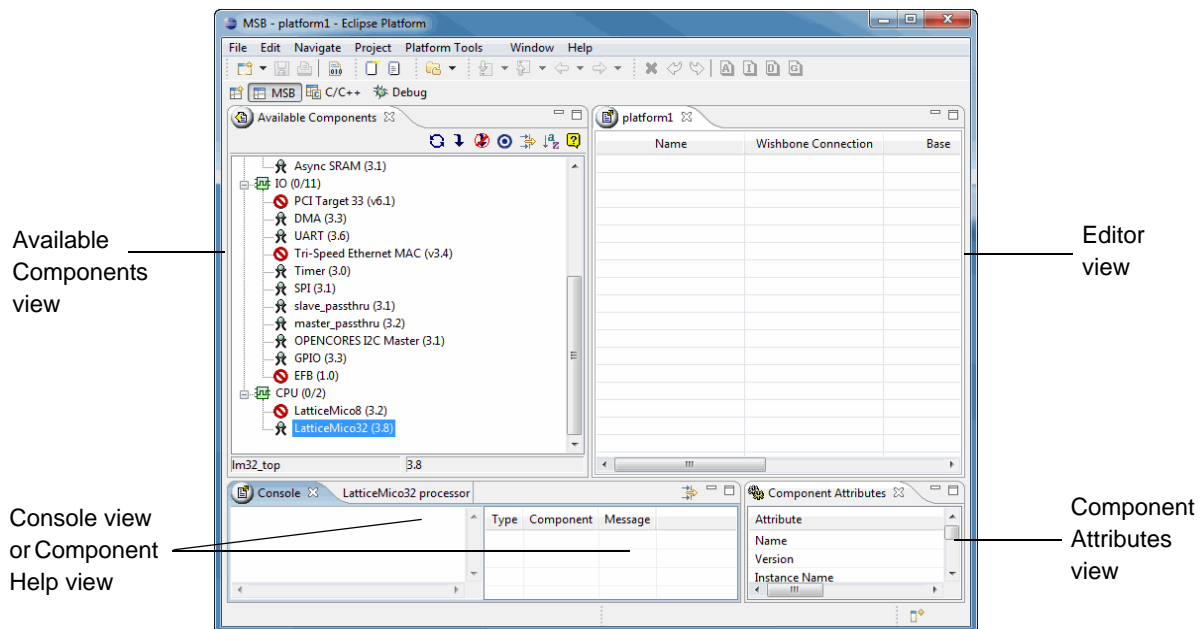 MSB - platform1 - Eclipse Platform
File Edit Navigate Project Platform Tools Window Help
010
A I D G
MSB C/C++ Debug
Available Components
a z ?
Async SRAM (3.1)
IO (0/11)
PCI Target 33 (v6.1)
DMA (3.3)
UART (3.6)
Tri-Speed Ethernet MAC (v3.4)
Timer (3.0)
SPI (3.1)
slave_passthru (3.1)
master_passthru (3.2)
OPENCORES I2C Master (3.1)
GPIO (3.3)
EFB (1.0)
CPU (0/2)
LatticeMico8 (3.2)
LatticeMico32 (3.8)
lm32_top 3.8
platform1
Name Wishbone Connection Base
Console LatticeMico32 processor
Type Component Message
Component Attributes
Attribute
Name
Version
Instance Name
Available
Components
view
Editor
view
Console view
or Component
Help view
Component
Attributes
view